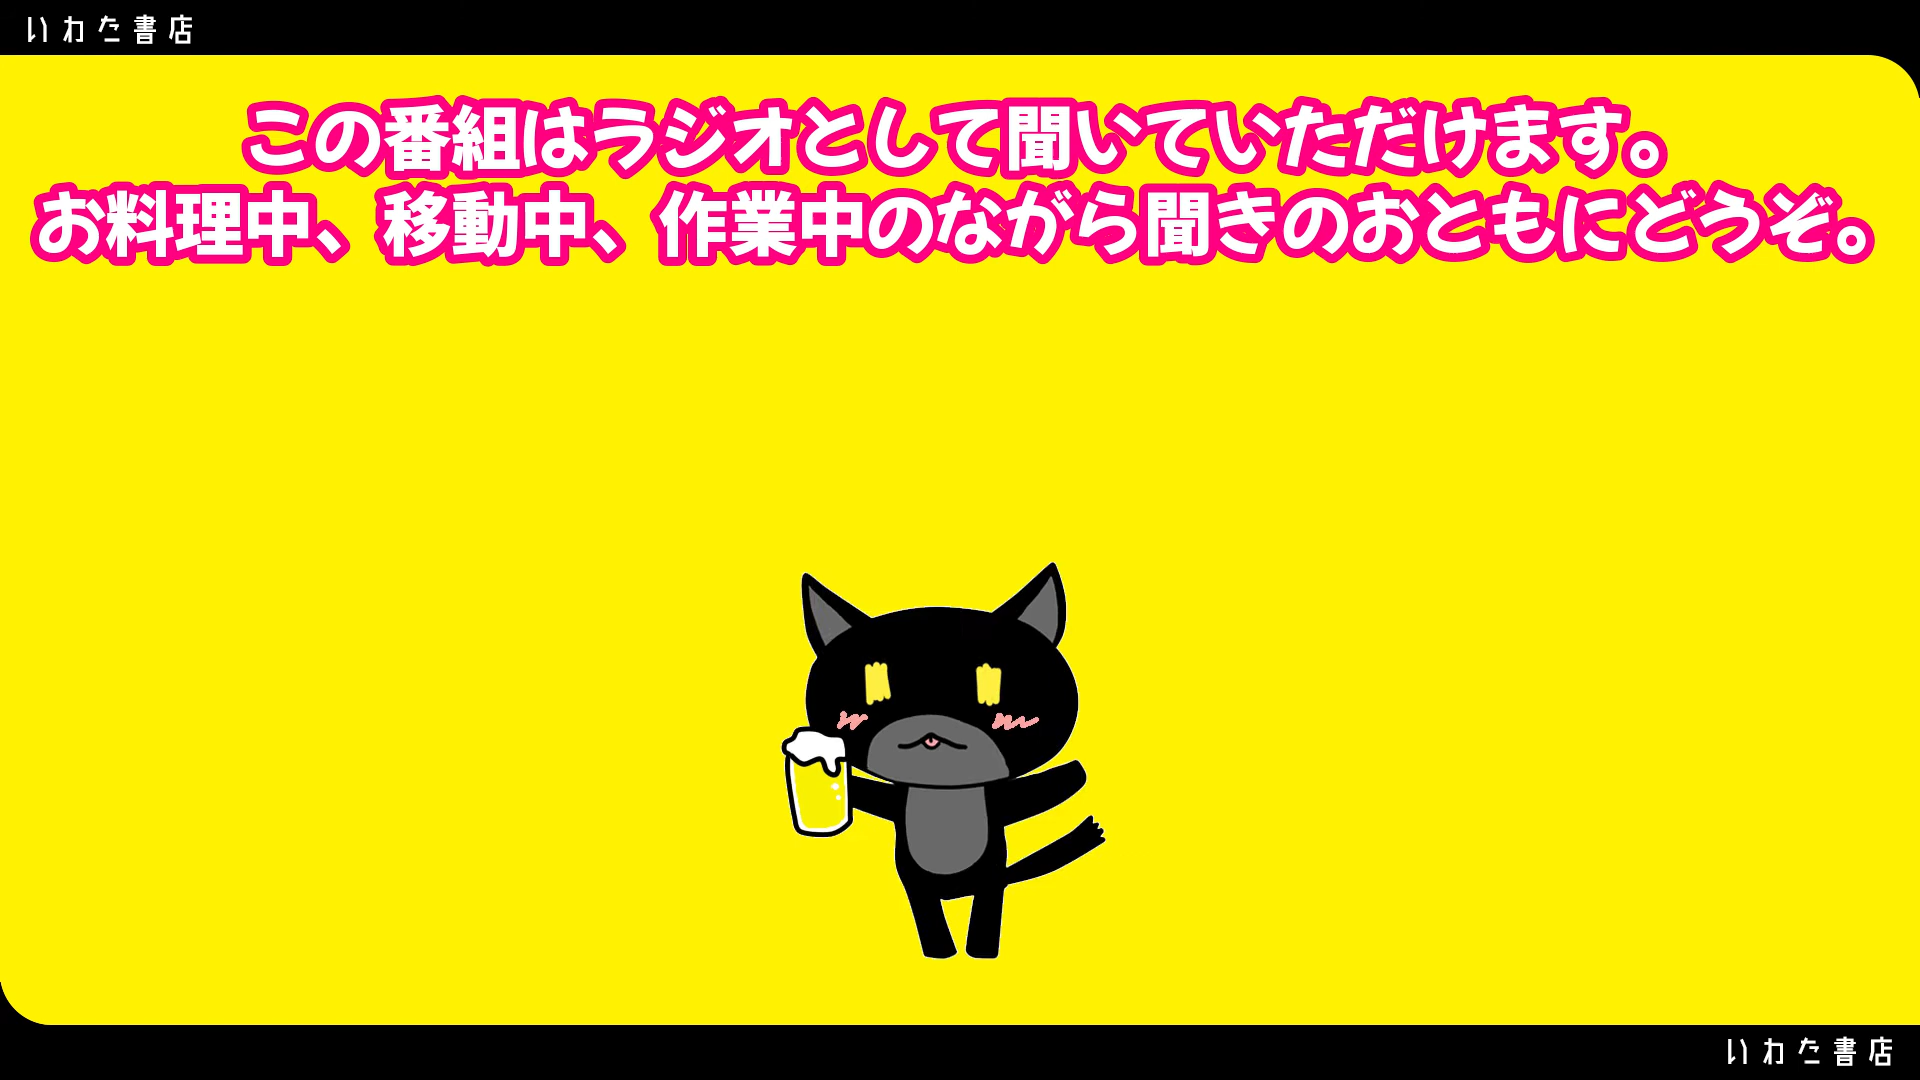 いわた書店
この番組はラジオとして聞いていただけます。
お料理中、移動中、作業中のながら聞きのおともにどうぞ。
いわた書店